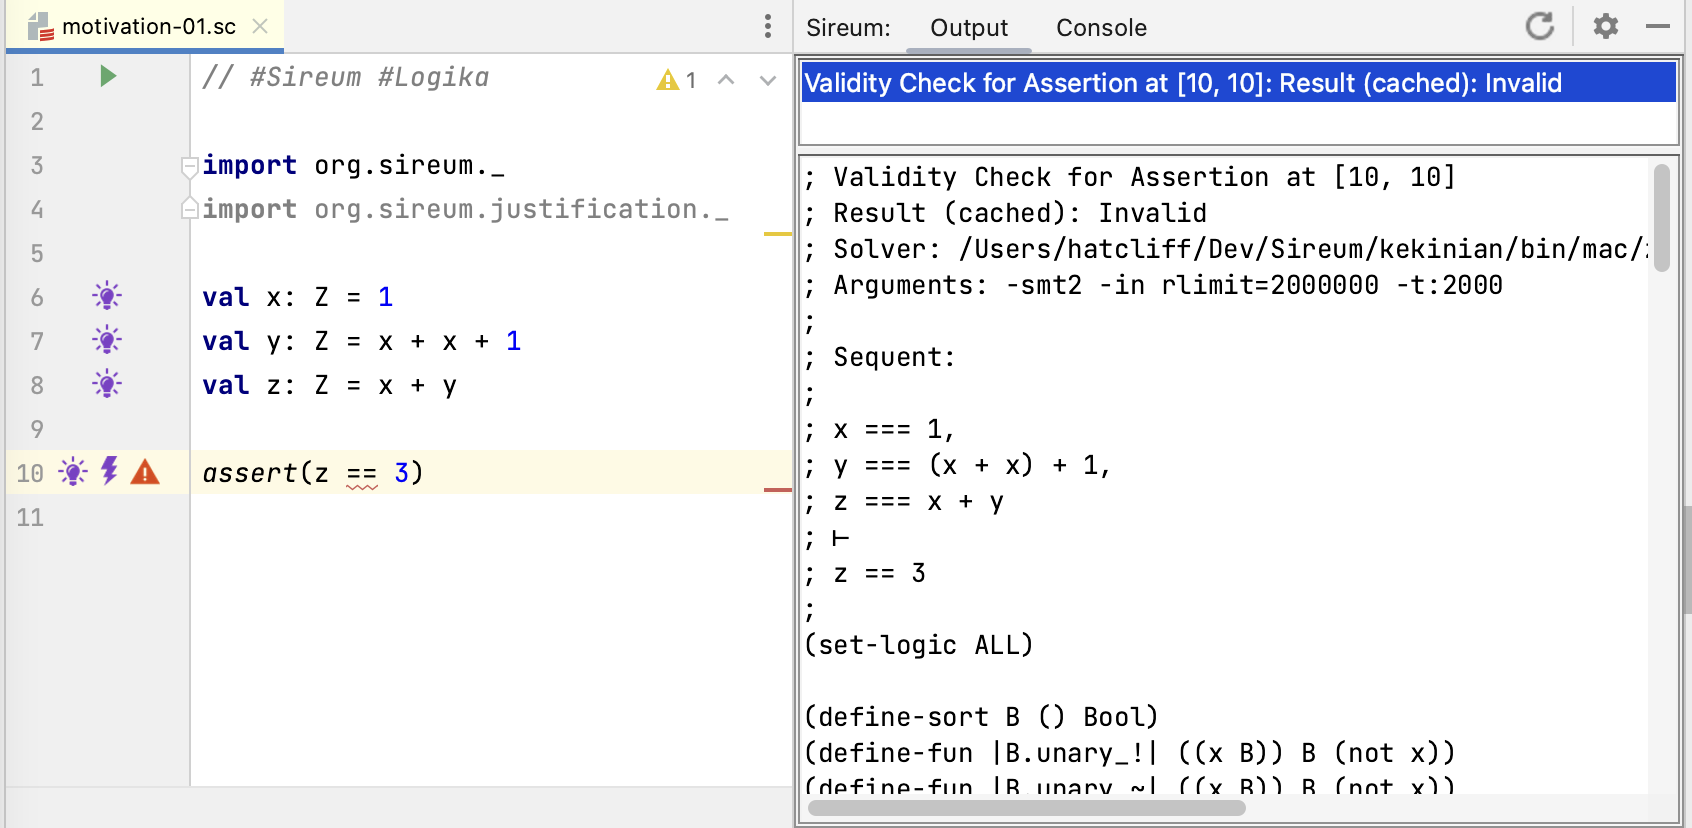 motivation-01.sc
Sireum: Output Console
1 // #Sireum #Logika
1
2
3 import org.sireum._
4 import org.sireum.justification._
5
6 val x: Z = 1
7 val y: Z = x + x + 1
8 val z: Z = x + y
9
10 assert(z == 3)
11
Validity Check for Assertion at [10, 10]: Result (cached): Invalid
; Validity Check for Assertion at [10, 10]
; Result (cached): Invalid
; Solver: /Users/hatcliff/Dev/Sireum/kekinian/bin/mac/
; Arguments: -smt2 -in rlimit=2000000 -t:2000
;
; Sequent:
;
; x === 1,
; y === (x + x) + 1,
; z === x + y
; ⊢
; z == 3
;
(set-logic ALL)
(define-sort B () Bool)
(define-fun |B.unary_!| ((x B)) B (not x))
(define-fun |B.unary_~| ((x B)) B (not x))